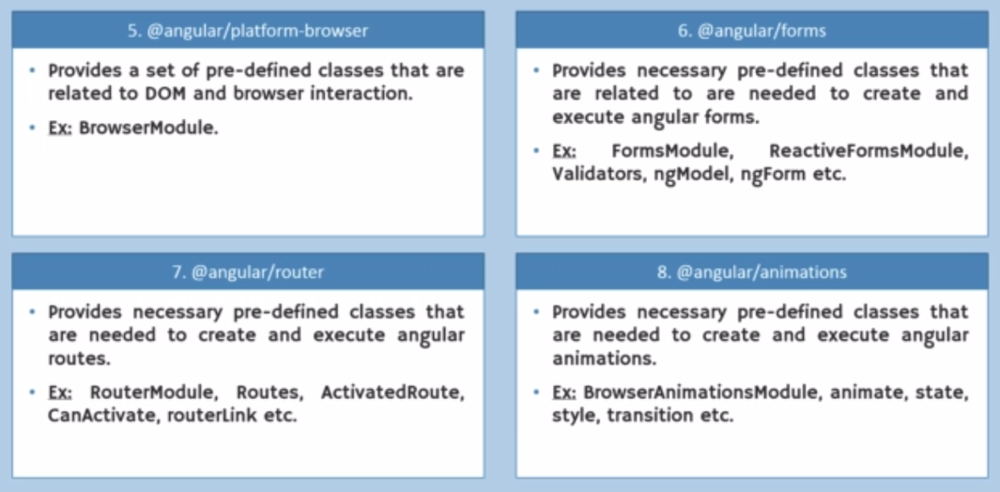 5. @angular/platform-browser
• Provides a set of pre-defined classes that are
related to DOM and browser interaction.
• Ex: BrowserModule.
6. @angular/forms
• Provides necessary pre-defined classes that
are related to are needed to create and
execute angular forms.
• Ex: FormsModule, ReactiveFormsModule,
Validators, ngModel, ngForm etc.
7. @angular/router
• Provides necessary pre-defined classes that
are needed to create and execute angular
routes.
• Ex: RouterModule, Routes, ActivatedRoute,
CanActivate, routerLink etc.
8. @angular/animations
• Provides necessary pre-defined classes that
are needed to create and execute angular
animations.
• Ex: BrowserAnimationsModule, animate, state,
style, transition etc.